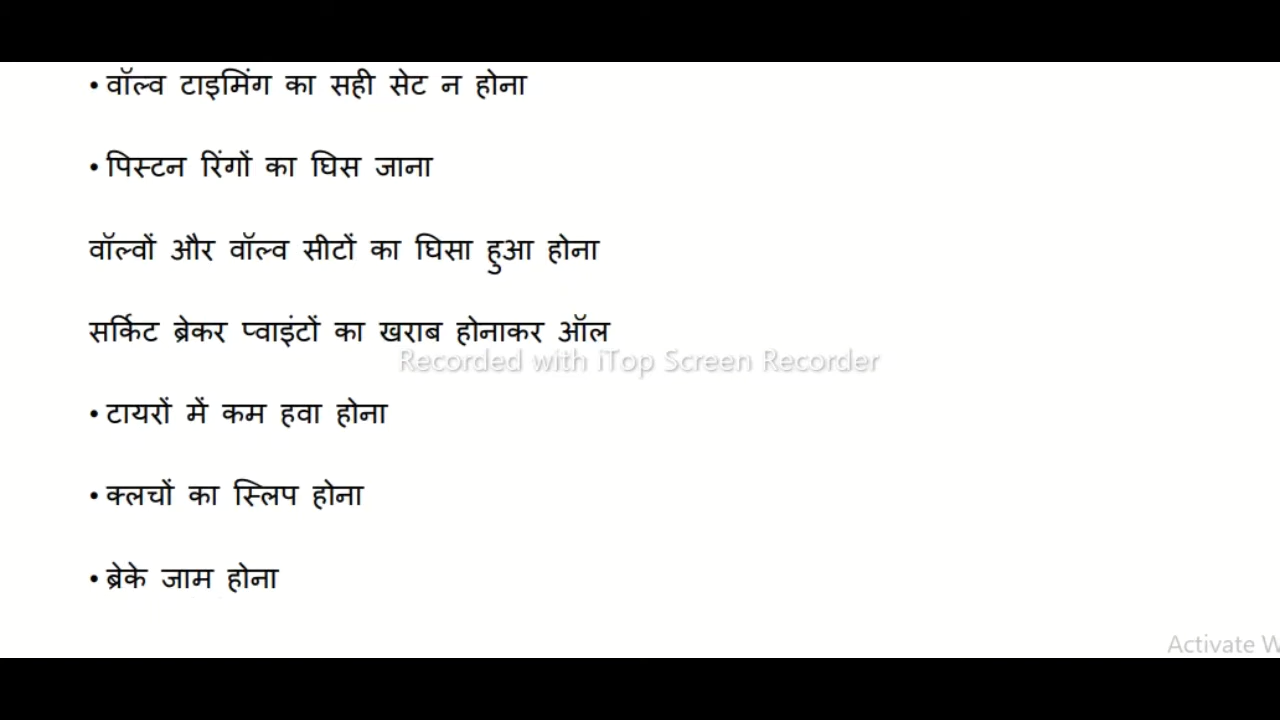 • वॉल्व टाइमिंग का सही सेट न होना
• पिस्टन रिंगों का घिस जाना
वॉल्वों और वॉल्व सीटों का घिसा हुआ होना
सर्किट ब्रेकर प्वाइंटों का खराब होनाकर ऑल
Recorded with iTop Screen Recorder
• टायरों में कम हवा होना
• क्लचों का स्लिप होना
• ब्रेके जाम होना
Activate W